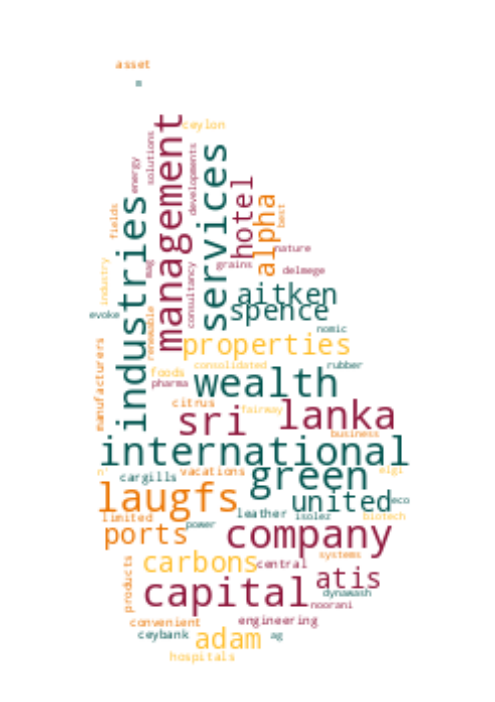 asset
ceylon
management
services
industries
solutions
energy
developments
hotel
alpha
best
fields
nature
grains
delmege
mag
consultancy
industry
aitken
spence
evoke
renewable
nomic
properties
manufacturers
consolidated
rubber
foods
pharma
wealth
citrus
fairway
sri
lanka
business
international
n'
cargills
vacations
green
elgi
laugfs
united
eco
limited
leather
isolez
biotech
ports
power
company
systems
carbons
central
atis
products
capital
dynawash
noorani
convenient
engineering
ceybank
adam
ag
hospitals